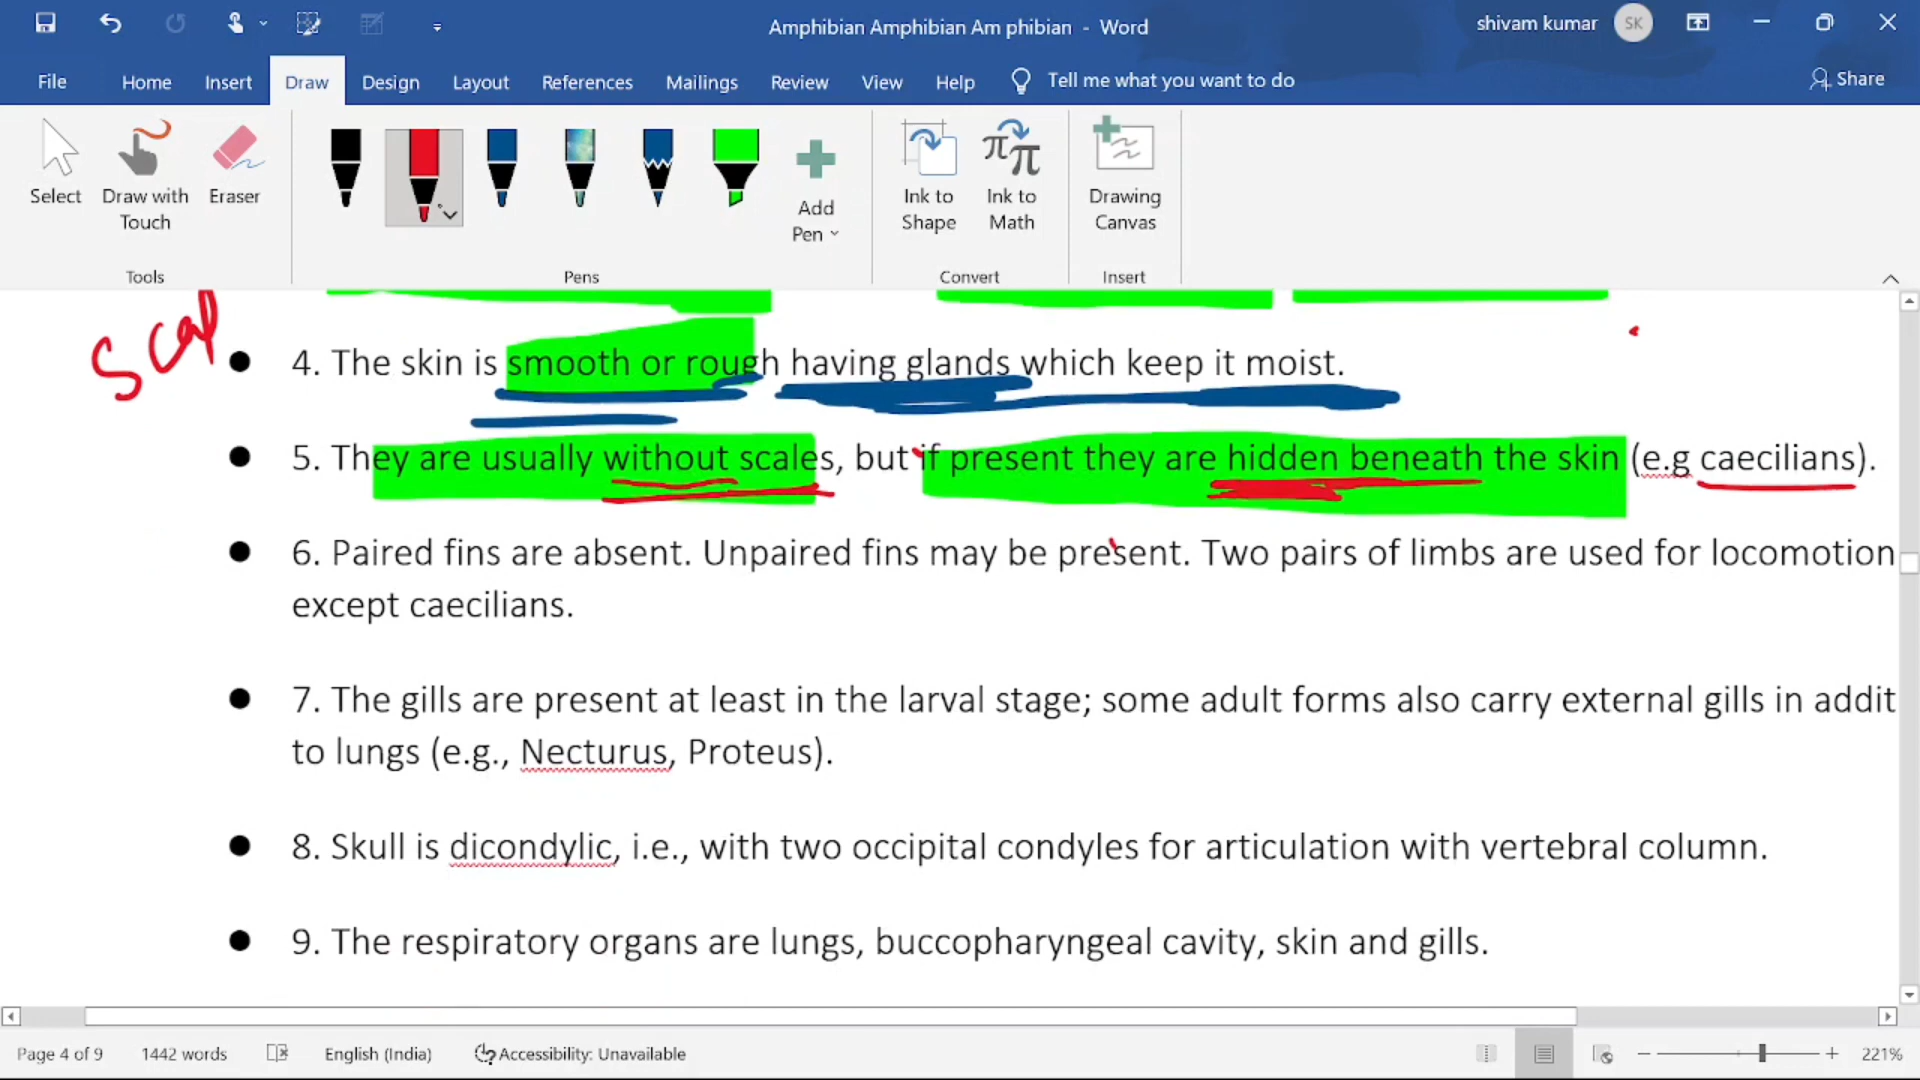 Amphibian Amphibian Am phibian - Word
shivam kumar
SK
File Home Insert Draw Design Layout References Mailings Review View Help Tell me what you want to do
Share
Select
Draw with Touch
Eraser
Add Pen
Ink to Shape
Ink to Math
Drawing Canvas
Tools
Pens
Convert
Insert
Scal
● 4. The skin is smooth or rough having glands which keep it moist.
● 5. They are usually without scales, but if present they are hidden beneath the skin (e.g caecilians).
● 6. Paired fins are absent. Unpaired fins may be present. Two pairs of limbs are used for locomotion
except caecilians.
● 7. The gills are present at least in the larval stage; some adult forms also carry external gills in addit
to lungs (e.g., Necturus, Proteus).
● 8. Skull is dicondylic, i.e., with two occipital condyles for articulation with vertebral column.
● 9. The respiratory organs are lungs, buccopharyngeal cavity, skin and gills.
Page 4 of 9 1442 words English (India) Accessibility: Unavailable 221%